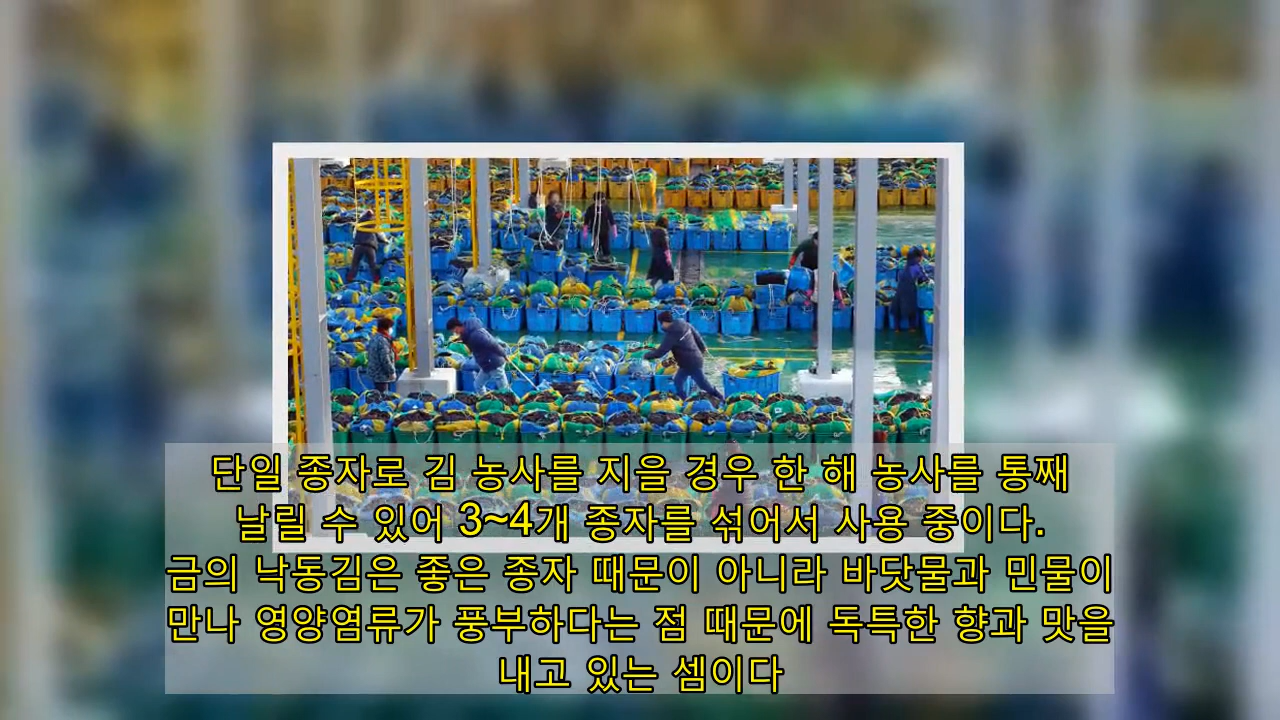 단일 종자로 김 농사를 지을 경우 한 해 농사를 통째
날릴 수 있어 3~4개 종자를 섞어서 사용 중이다.
금의 낙동김은 좋은 종자 때문이 아니라 바닷물과 민물이
만나 영양염류가 풍부하다는 점 때문에 독특한 향과 맛을
내고 있는 셈이다